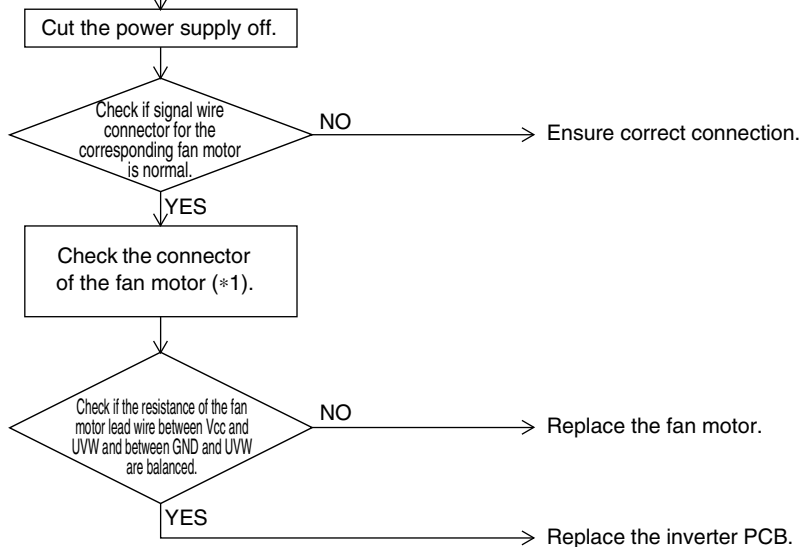 Cut the power supply off.
Check if signal wire
connector for the
corresponding fan motor
is normal.
NO
Ensure correct connection.
YES
Check the connector
of the fan motor (*1).
Check if the resistance of the fan
motor lead wire between Vcc and
UVW and between GND and UVW
are balanced.
NO
Replace the fan motor.
YES
Replace the inverter PCB.